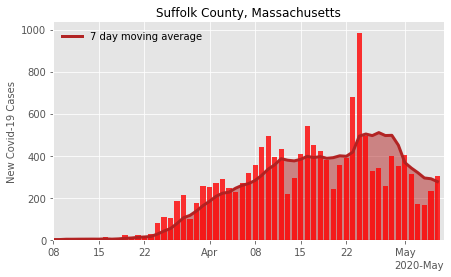 Suffolk County, Massachusetts
7 day moving average
New Covid-19 Cases
1000
800
600
400
200
0
08 15 22 Apr 08 15 22 May
2020-May